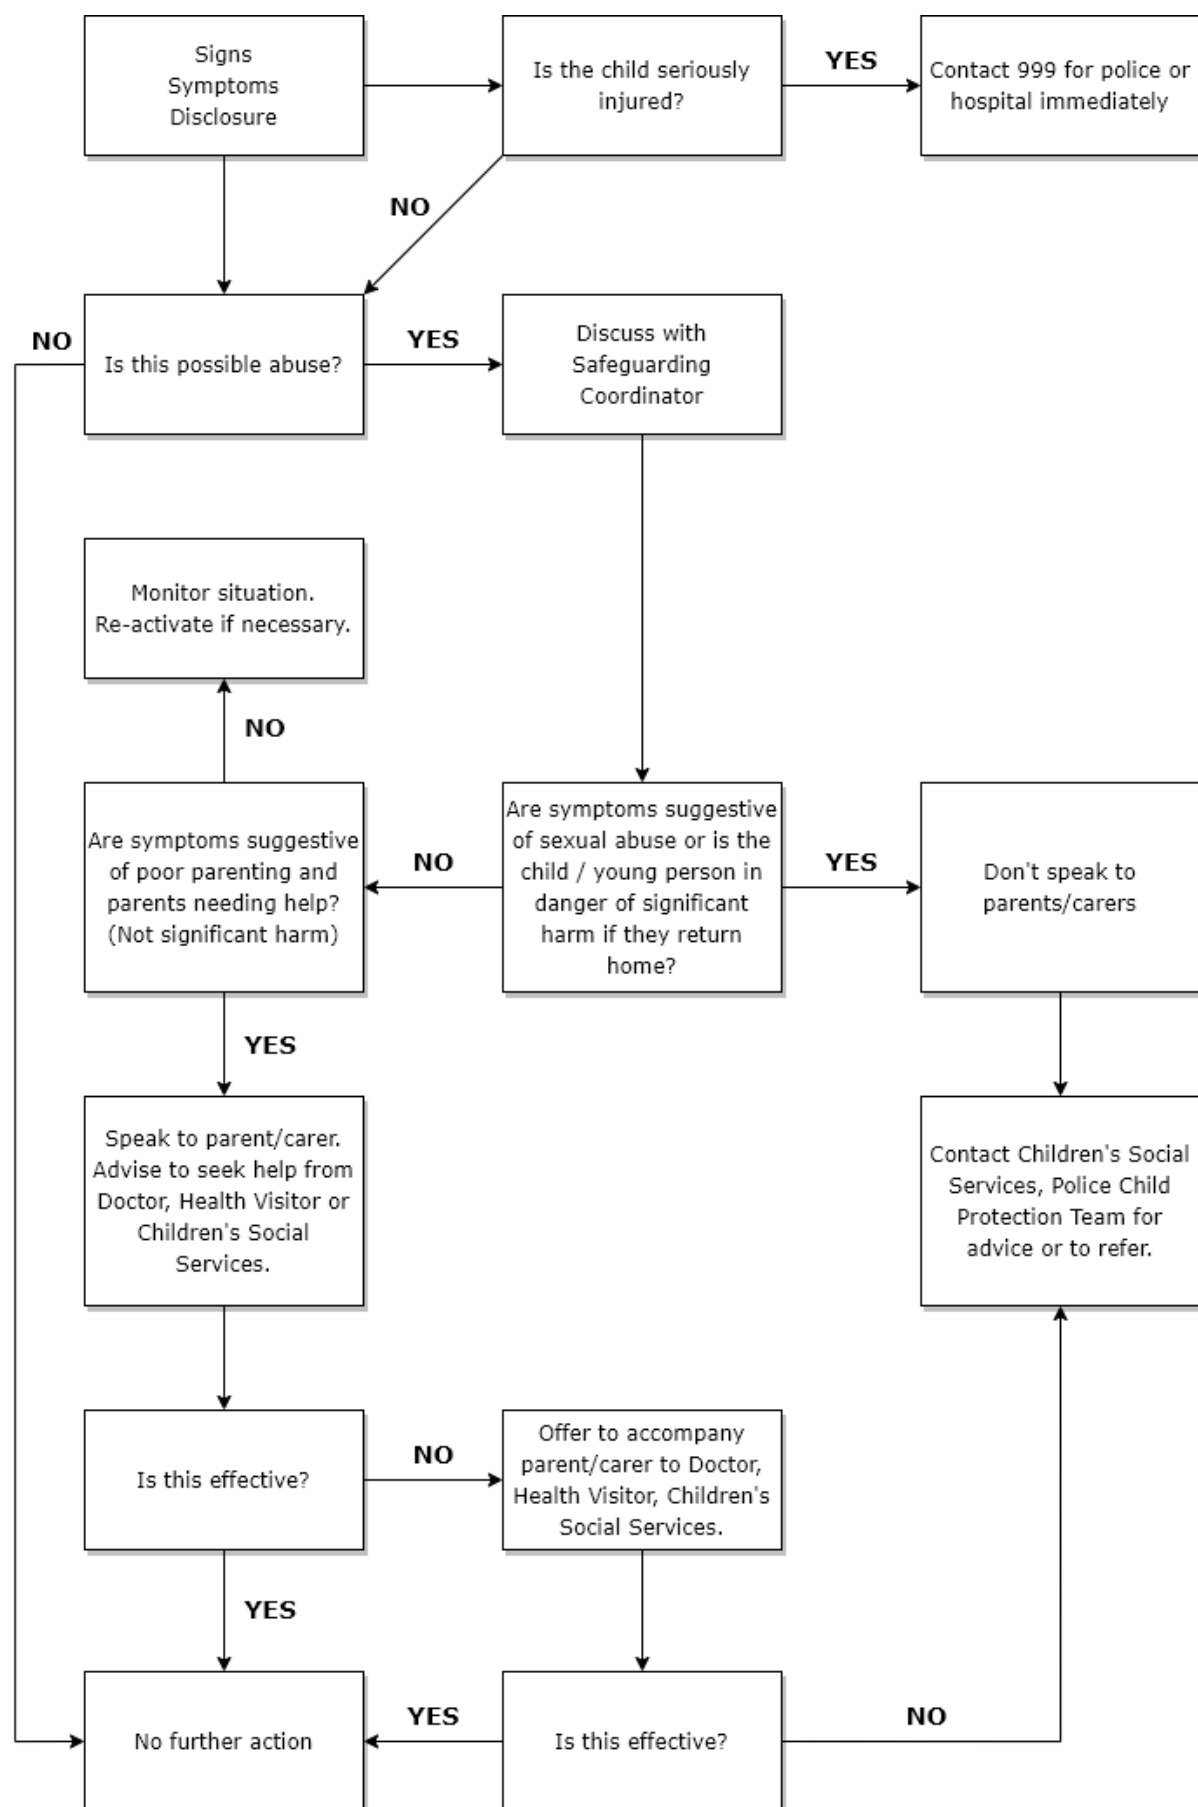 Signs
Symptoms
Disclosure
Is the child seriously
injured?
YES
Contact 999 for police or
hospital immediately
NO
NO
Is this possible abuse?
YES
Discuss with
Safeguarding
Coordinator
Monitor situation.
Re-activate if necessary.
NO
Are symptoms suggestive
of poor parenting and
parents needing help?
(Not significant harm)
NO
Are symptoms suggestive
of sexual abuse or is the
child / young person in
danger of significant
harm if they return
home?
YES
Don't speak to
parents/carers
YES
Speak to parent/carer.
Advise to seek help from
Doctor, Health Visitor or
Children's Social
Services.
Contact Children's Social
Services, Police Child
Protection Team for
advice or to refer.
Is this effective?
NO
Offer to accompany
parent/carer to Doctor,
Health Visitor, Children's
Social Services.
YES
No further action
YES
Is this effective?
NO